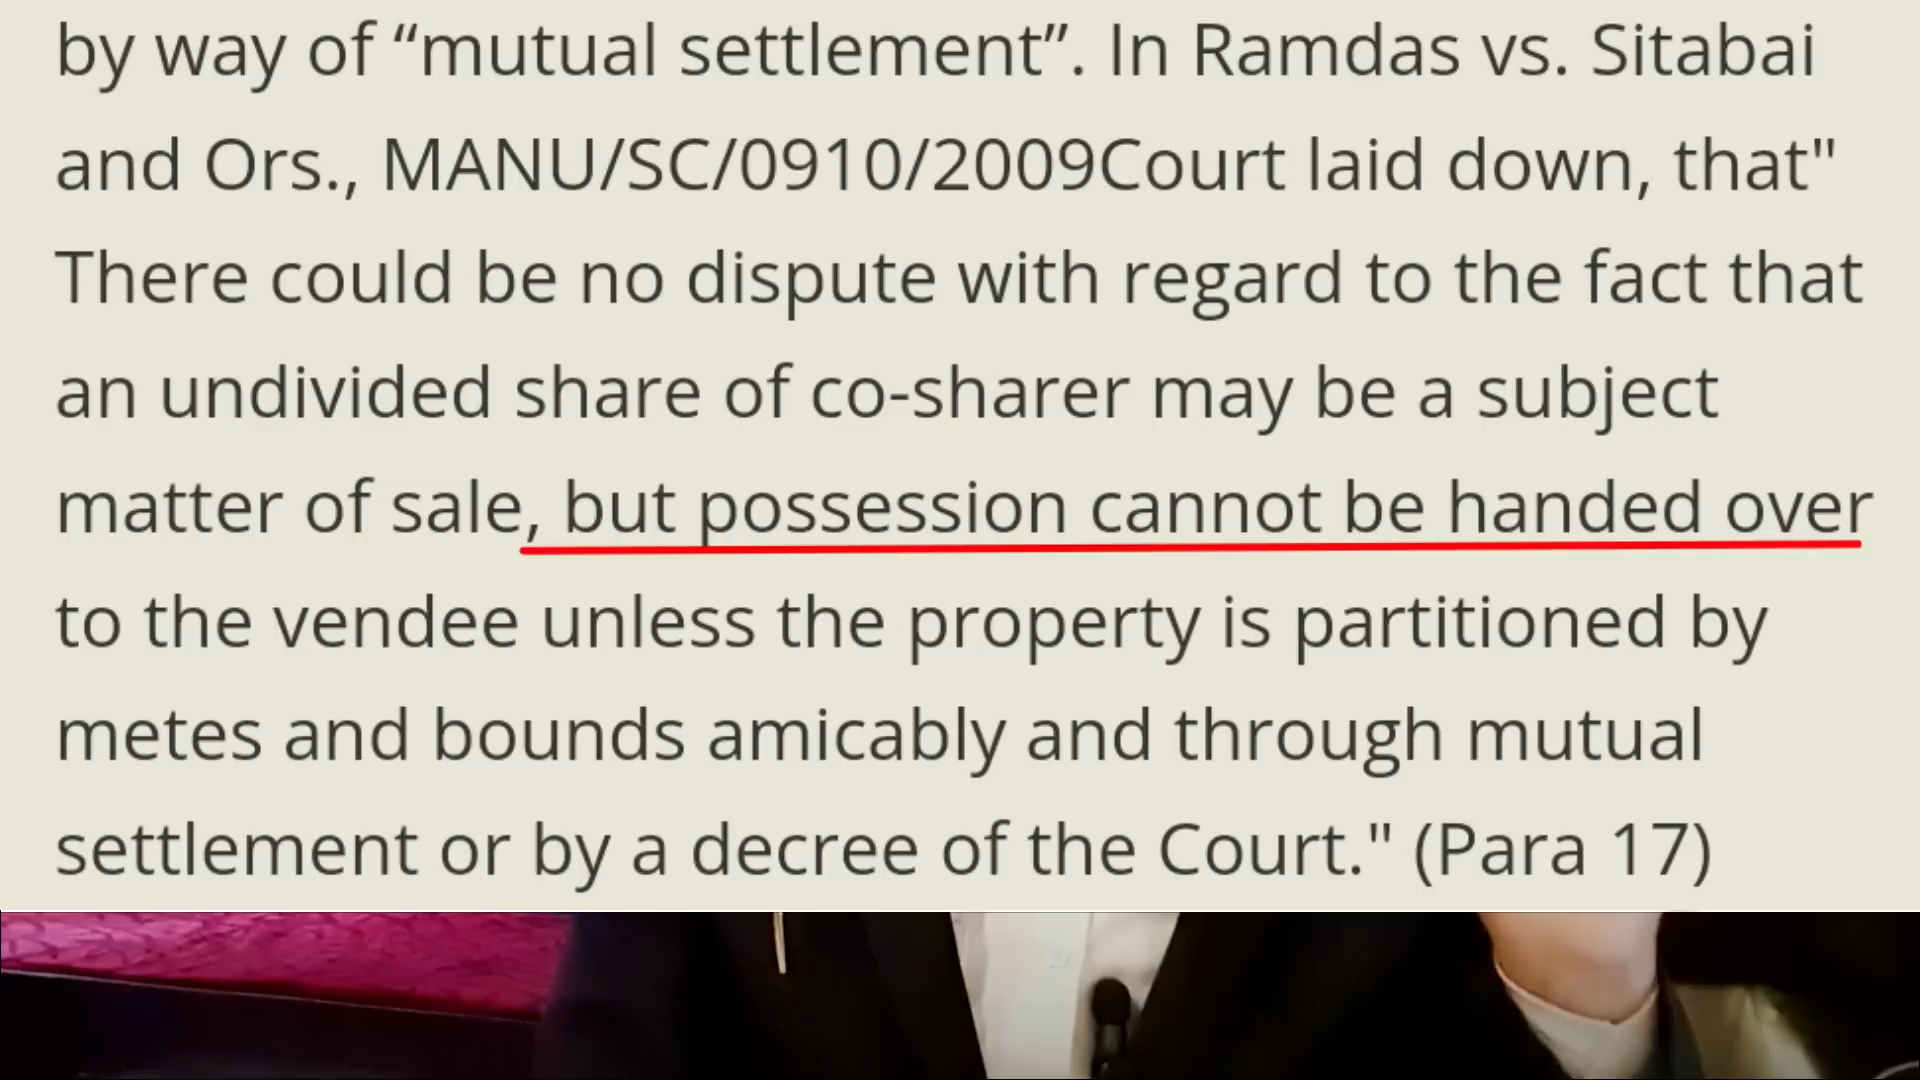 by way of “mutual settlement”. In Ramdas vs. Sitabai
and Ors., MANU/SC/0910/2009Court laid down, that"
There could be no dispute with regard to the fact that
an undivided share of co-sharer may be a subject
matter of sale, but possession cannot be handed over
to the vendee unless the property is partitioned by
metes and bounds amicably and through mutual
settlement or by a decree of the Court." (Para 17)